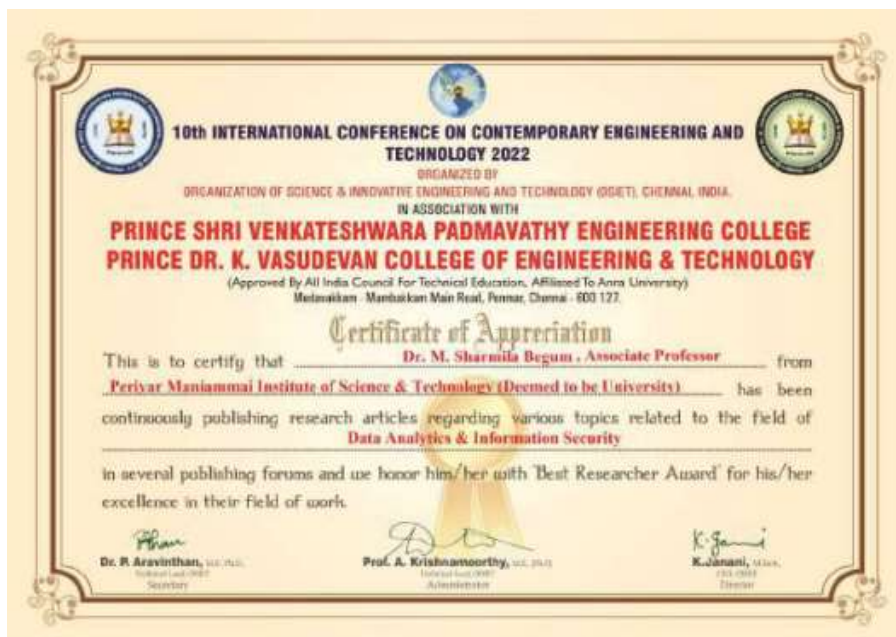 10th INTERNATIONAL CONFERENCE ON CONTEMPORARY ENGINEERING AND
TECHNOLOGY 2022
ORGANIZED BY
ORGANIZATION OF SCIENCE & INNOVATIVE ENGINEERING AND TECHNOLOGY (OSIET), CHENNAI, INDIA.
IN ASSOCIATION WITH
PRINCE SHRI VENKATESHWARA PADMAVATHY ENGINEERING COLLEGE
PRINCE DR. K. VASUDEVAN COLLEGE OF ENGINEERING & TECHNOLOGY
(Approved By All India Council For Technical Education, Affiliated To Anna University)
Medavakkam - Mambakkam Main Road, Ponmar, Chennai - 600 127.
Certificate of Appreciation
This is to certify that Dr. M. Sharmila Begum , Associate Professor from
Periyar Maniammai Institute of Science & Technology (Deemed to be University) has been
continuously publishing research articles regarding various topics related to the field of
Data Analytics & Information Security
in several publishing forums and we honor him/her with 'Best Researcher Award' for his/her
excellence in their field of work.
Dr. P. Aravinthan, Prof. A. Krishnamoorthy, K. Janani,
Secretary Administrator Director